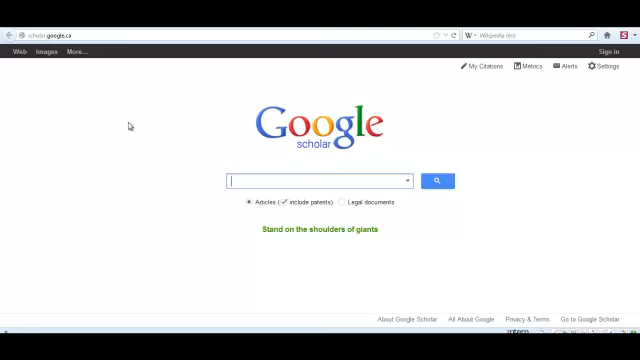 scholar.google.ca
W Wikipedia (en)
S
Web Images More...
Sign in
My Citations Metrics Alerts Settings
Google
scholar
Articles (✓ include patents) Legal documents
Stand on the shoulders of giants
About Google Scholar All About Google Privacy & Terms Go to Google Scholar
zotero